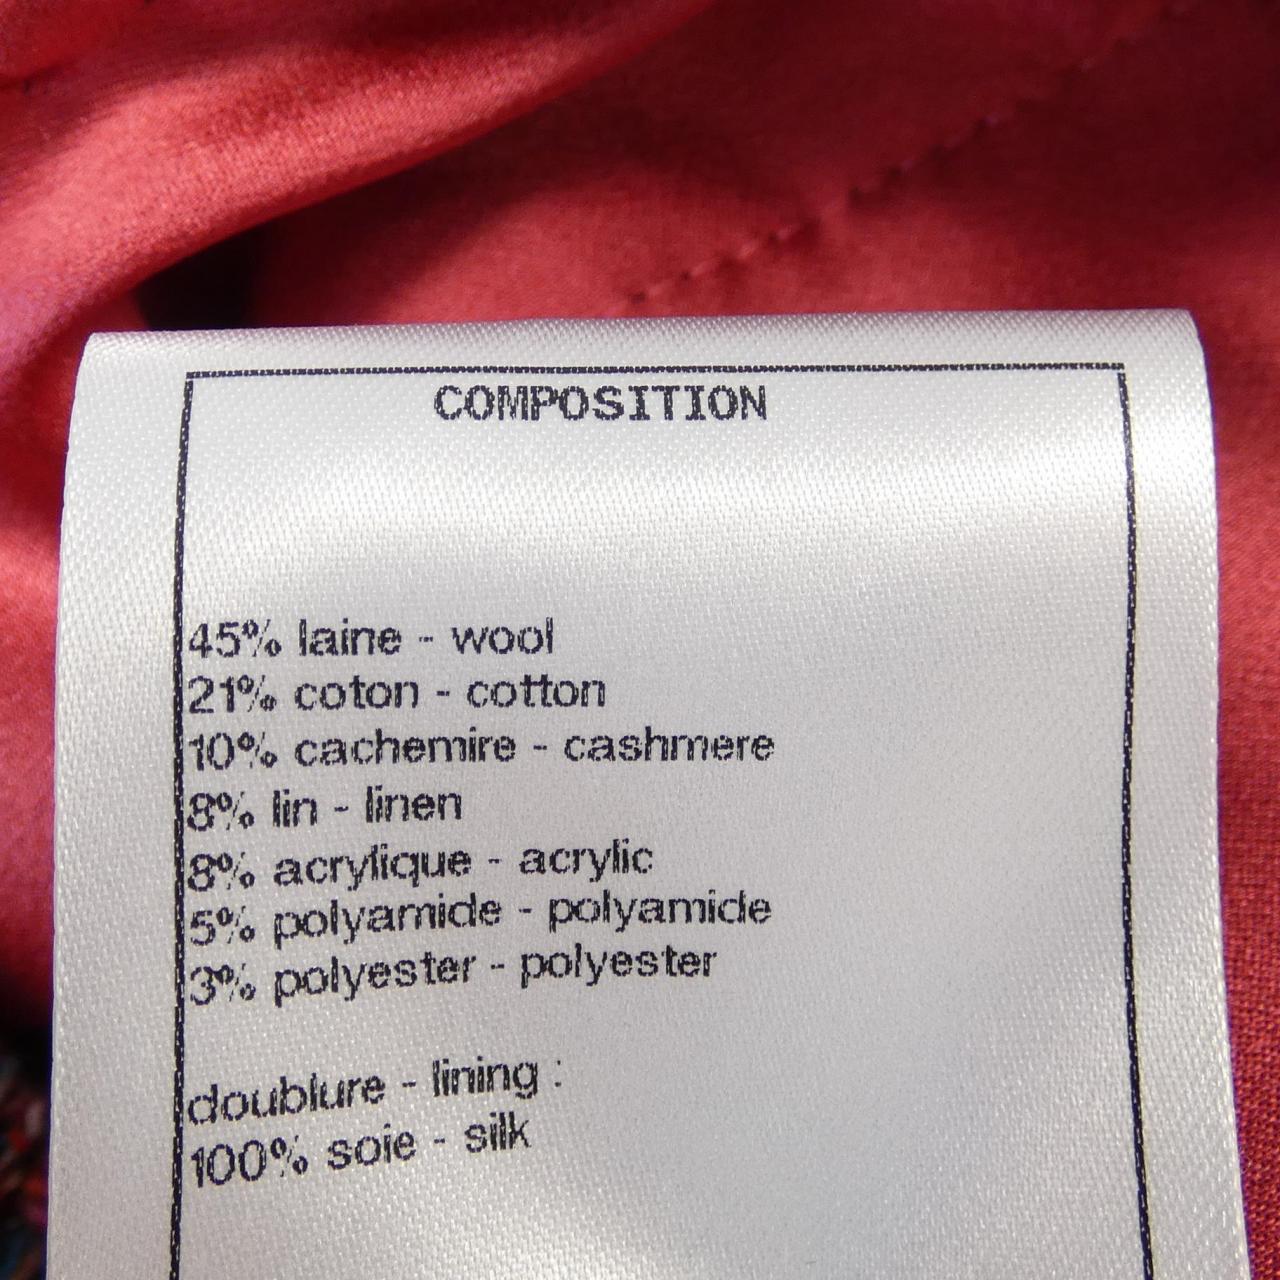 COMPOSITION
45% laine - wool
21% coton - cotton
10% cachemire - cashmere
8% lin - linen
8% acrylique - acrylic
5% polyamide - polyamide
3% polyester - polyester
doublure - lining :
100% soie - silk